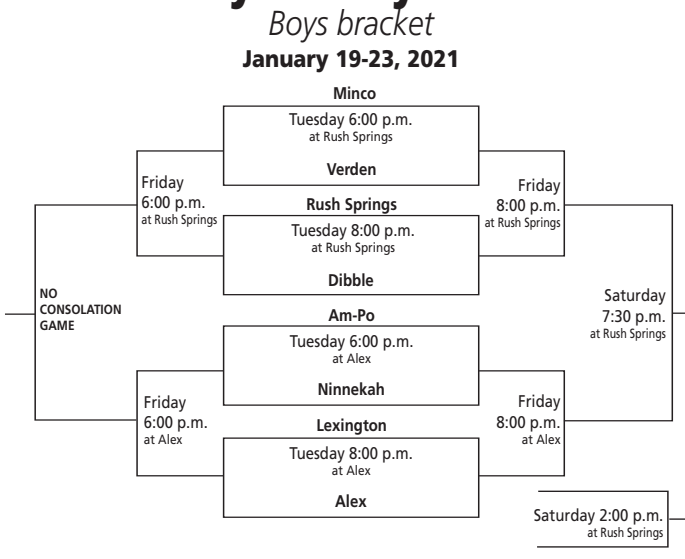 Boys bracket
January 19-23, 2021
Minco
Tuesday 6:00 p.m.
at Rush Springs
Verden
Friday
6:00 p.m.
at Rush Springs
Friday
8:00 p.m.
at Rush Springs
Rush Springs
Tuesday 8:00 p.m.
at Rush Springs
Dibble
NO
CONSOLATION
GAME
Saturday
7:30 p.m.
at Rush Springs
Am-Po
Tuesday 6:00 p.m.
at Alex
Ninnekah
Friday
6:00 p.m.
at Alex
Friday
8:00 p.m.
at Alex
Lexington
Tuesday 8:00 p.m.
at Alex
Alex
Saturday 2:00 p.m.
at Rush Springs